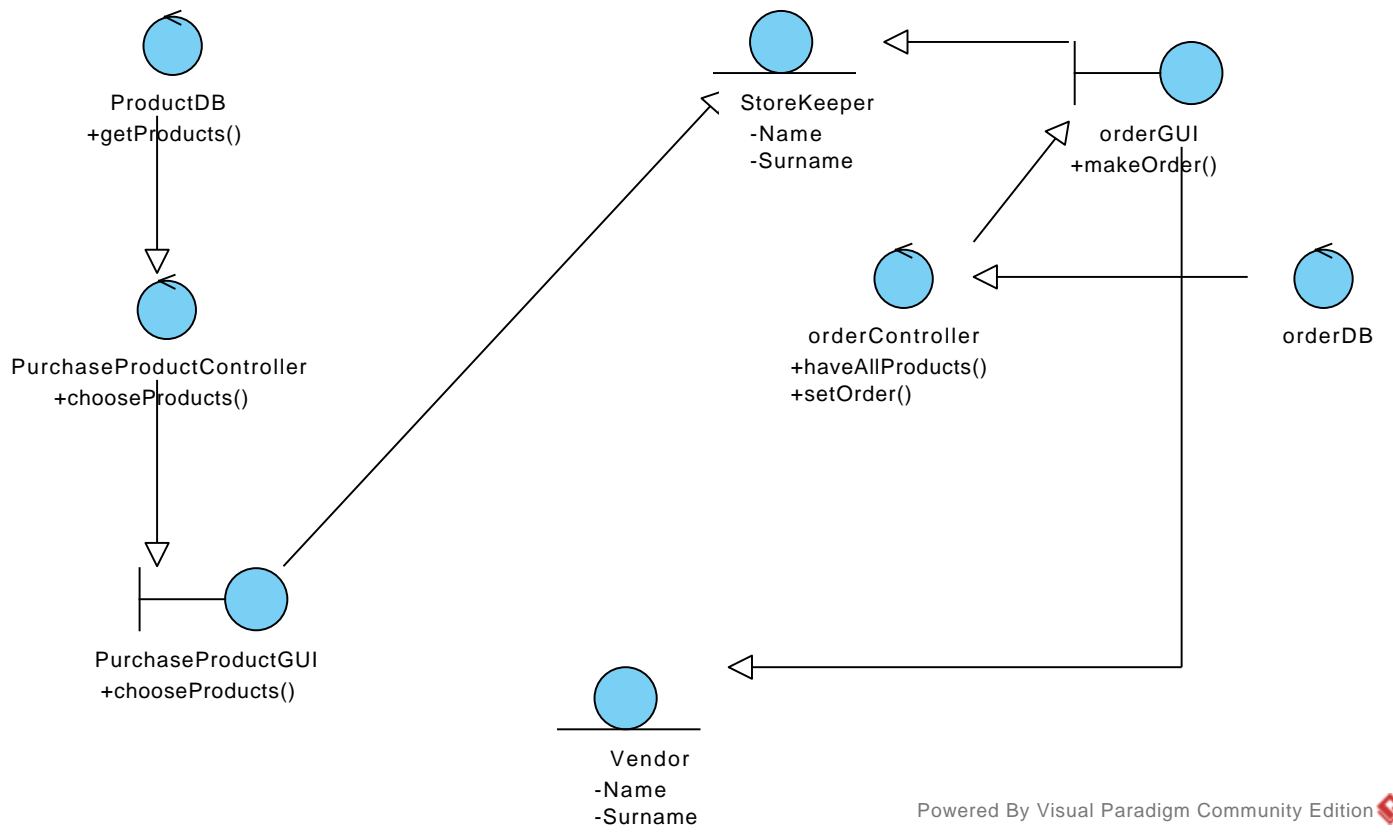 ProductDB
+getProducts()
StoreKeeper
-Name
-Surname
orderGUI
+makeOrder()
PurchaseProductController
+chooseProducts()
orderController
+haveAllProducts()
+setOrder()
orderDB
PurchaseProductGUI
+chooseProducts()
Vendor
-Name
-Surname
Powered By Visual Paradigm Community Edition